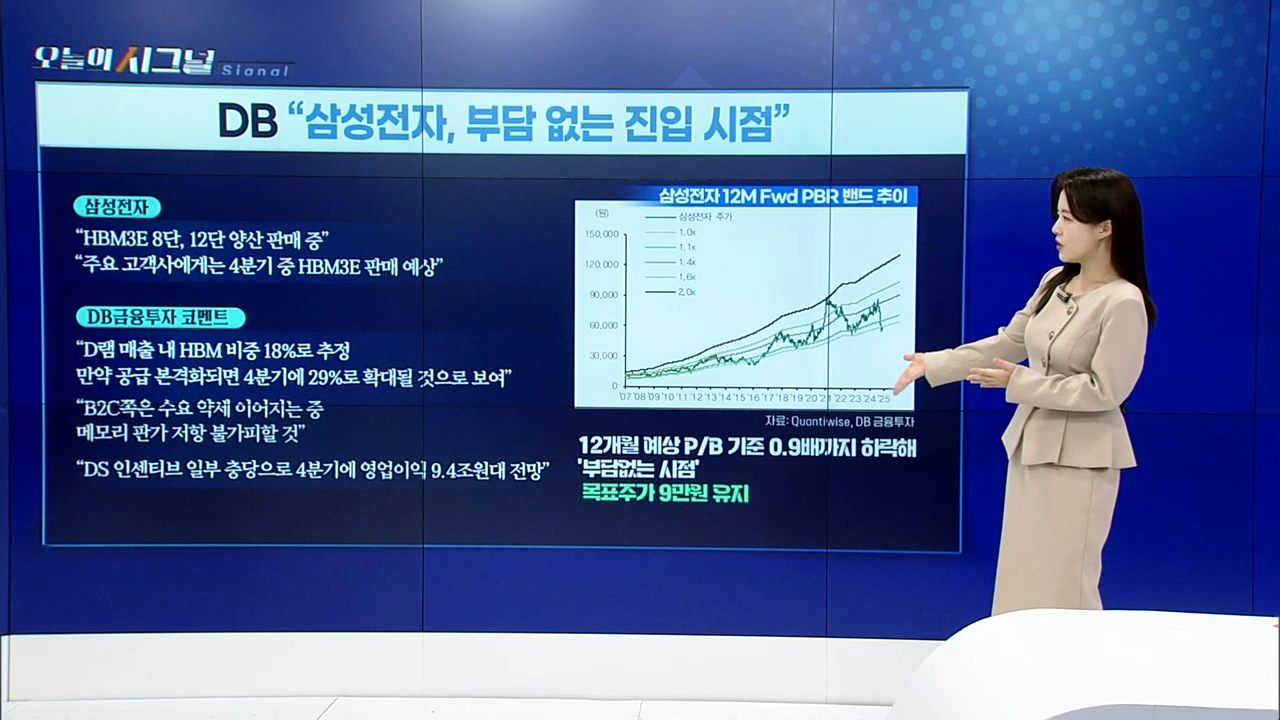 오늘의 시그널 Signal
DB “삼성전자, 부담 없는 진입 시점”
삼성전자
“HBM3E 8단, 12단 양산 판매 중”
“주요 고객사에게는 4분기 중 HBM3E 판매 예상”
DB금융투자 코멘트
“D램 매출 내 HBM 비중 18%로 추정
만약 공급 본격화되면 4분기에 29%로 확대될 것으로 보여”
“B2C쪽은 수요 약세 이어지는 중
메모리 판가 저항 불가피할 것”
“DS 인센티브 일부 충당으로 4분기에 영업이익 9.4조원대 전망”
삼성전자 12M Fwd PBR 밴드 추이
(원)
삼성전자 주가
1.0x
1.1x
1.4x
1.6x
2.0x
150,000
120,000
90,000
60,000
30,000
0
'07 '08 '09 '10 '11 '12 '13 '14 '15 '16 '17 '18 '19 '20 '21 '22 '23 '24 '25
자료: Quantiwise, DB 금융투자
12개월 예상 P/B 기준 0.9배까지 하락해
'부담없는 시점'
목표주가 9만원 유지